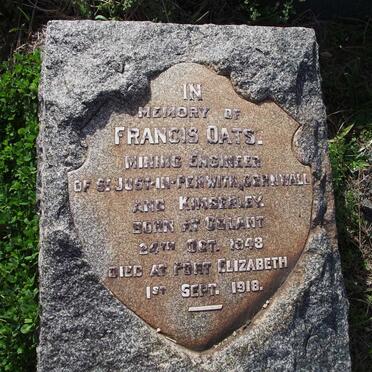 IN
MEMORY OF
FRANCIS OATS.
MINING ENGINEER
OF ST JUST-IN-PENWITH, CORNWALL
AND KIMBERLEY.
BORN AT GOLANT
24TH OCT. 1848
DIED AT PORT ELIZABETH
1ST SEPT. 1918.